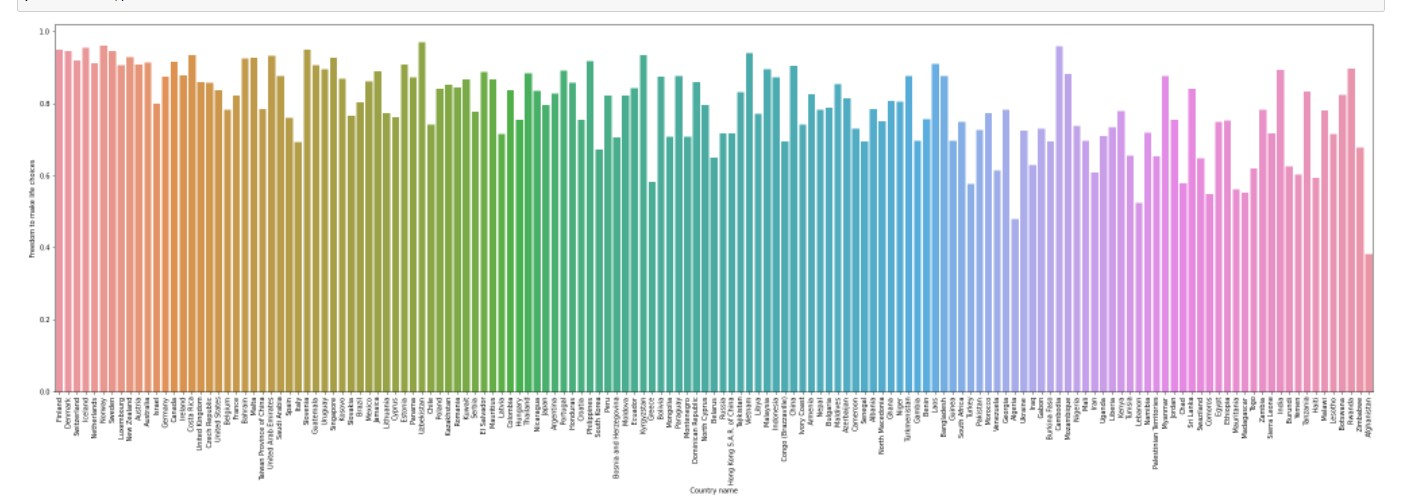 1.0
0.8
0.6
0.4
0.2
0.0
Freedom to make life choices
Finland
Denmark
Switzerland
Iceland
Netherlands
Norway
Sweden
Luxembourg
New Zealand
Austria
Australia
Israel
Germany
Canada
Ireland
Costa Rica
United Kingdom
Czech Republic
United States
Belgium
France
Bahrain
Malta
Taiwan Province of China
United Arab Emirates
Saudi Arabia
Spain
Italy
Slovenia
Guatemala
Uruguay
Singapore
Kosovo
Slovakia
Brazil
Mexico
Jamaica
Lithuania
Cyprus
Estonia
Panama
Uzbekistan
Chile
Poland
Kazakhstan
Romania
Kuwait
Serbia
El Salvador
Mauritius
Latvia
Colombia
Hungary
Thailand
Nicaragua
Japan
Argentina
Portugal
Honduras
Croatia
Philippines
South Korea
Peru
Bosnia and Herzegovina
Moldova
Ecuador
Kyrgyzstan
Greece
Bolivia
Mongolia
Paraguay
Montenegro
Dominican Republic
North Cyprus
Belarus
Russia
Hong Kong S.A.R. of China
Tajikistan
Vietnam
Libya
Malaysia
Indonesia
Congo (Brazzaville)
China
Ivory Coast
Armenia
Nepal
Bulgaria
Maldives
Azerbaijan
Cameroon
Senegal
Albania
North Macedonia
Ghana
Niger
Turkmenistan
Gambia
Benin
Laos
Bangladesh
Guinea
South Africa
Turkey
Pakistan
Morocco
Venezuela
Georgia
Algeria
Ukraine
Iraq
Gabon
Burkina Faso
Cambodia
Mozambique
Nigeria
Mali
Iran
Uganda
Liberia
Kenya
Tunisia
Lebanon
Namibia
Palestinian Territories
Myanmar
Jordan
Chad
Sri Lanka
Swaziland
Comoros
Egypt
Ethiopia
Mauritania
Madagascar
Togo
Zambia
Sierra Leone
India
Burundi
Yemen
Tanzania
Haiti
Malawi
Lesotho
Botswana
Rwanda
Zimbabwe
Afghanistan
Country name